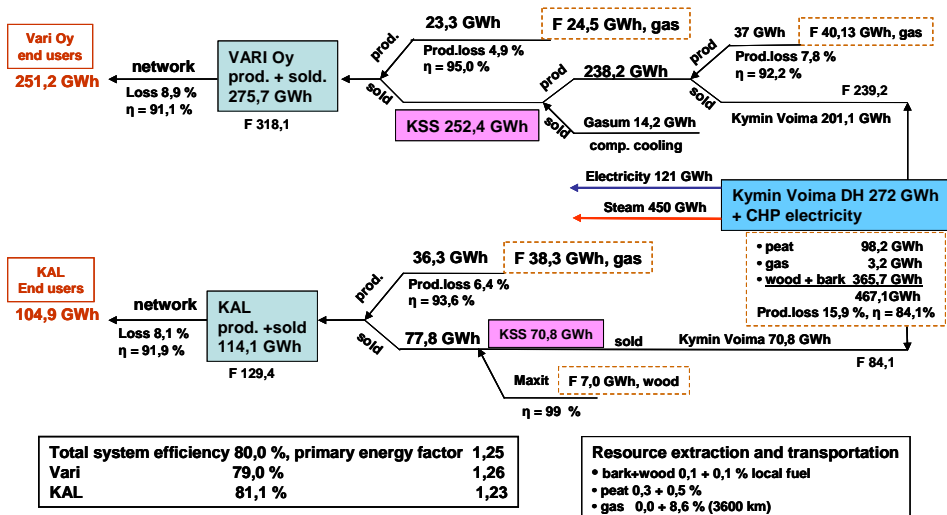 Vari Oy
end users
251,2 GWh
network
Loss 8,9 %
η = 91,1 %
VARI Oy
prod. + sold.
275,7 GWh
F 318,1
prod.
23,3 GWh
F 24,5 GWh, gas
Prod.loss 4,9 %
η = 95,0 %
sold
KSS 252,4 GWh
238,2 GWh
sold
Gasum 14,2 GWh
comp. cooling
prod
37 GWh
F 40,13 GWh, gas
Prod.loss 7,8 %
η = 92,2 %
sold
F 239,2
Kymin Voima 201,1 GWh
Electricity 121 GWh
Steam 450 GWh
Kymin Voima DH 272 GWh
+ CHP electricity
• peat 98,2GWh
• gas 3,2 GWh
• wood + bark 365,7 GWh
467,1GWh
Prod.loss 15,9 %, η = 84,1%
KAL
End users
104,9 GWh
network
Loss 8,1 %
η = 91,9 %
KAL
prod. +sold
114,1 GWh
F 129,4
prod.
36,3 GWh
F 38,3 GWh, gas
Prod.loss 6,4 %
η = 93,6 %
sold
77,8 GWh
KSS 70,8 GWh
sold
Kymin Voima 70,8 GWh
F 84,1
Maxit
F 7,0 GWh, wood
η = 99 %
Total system efficiency 80,0 %, primary energy factor 1,25
Vari 79,0 % 1,26
KAL 81,1 % 1,23
Resource extraction and transportation
• bark+wood 0,1 + 0,1 % local fuel
• peat 0,3 + 0,5 %
• gas 0,0 + 8,6 % (3600 km)